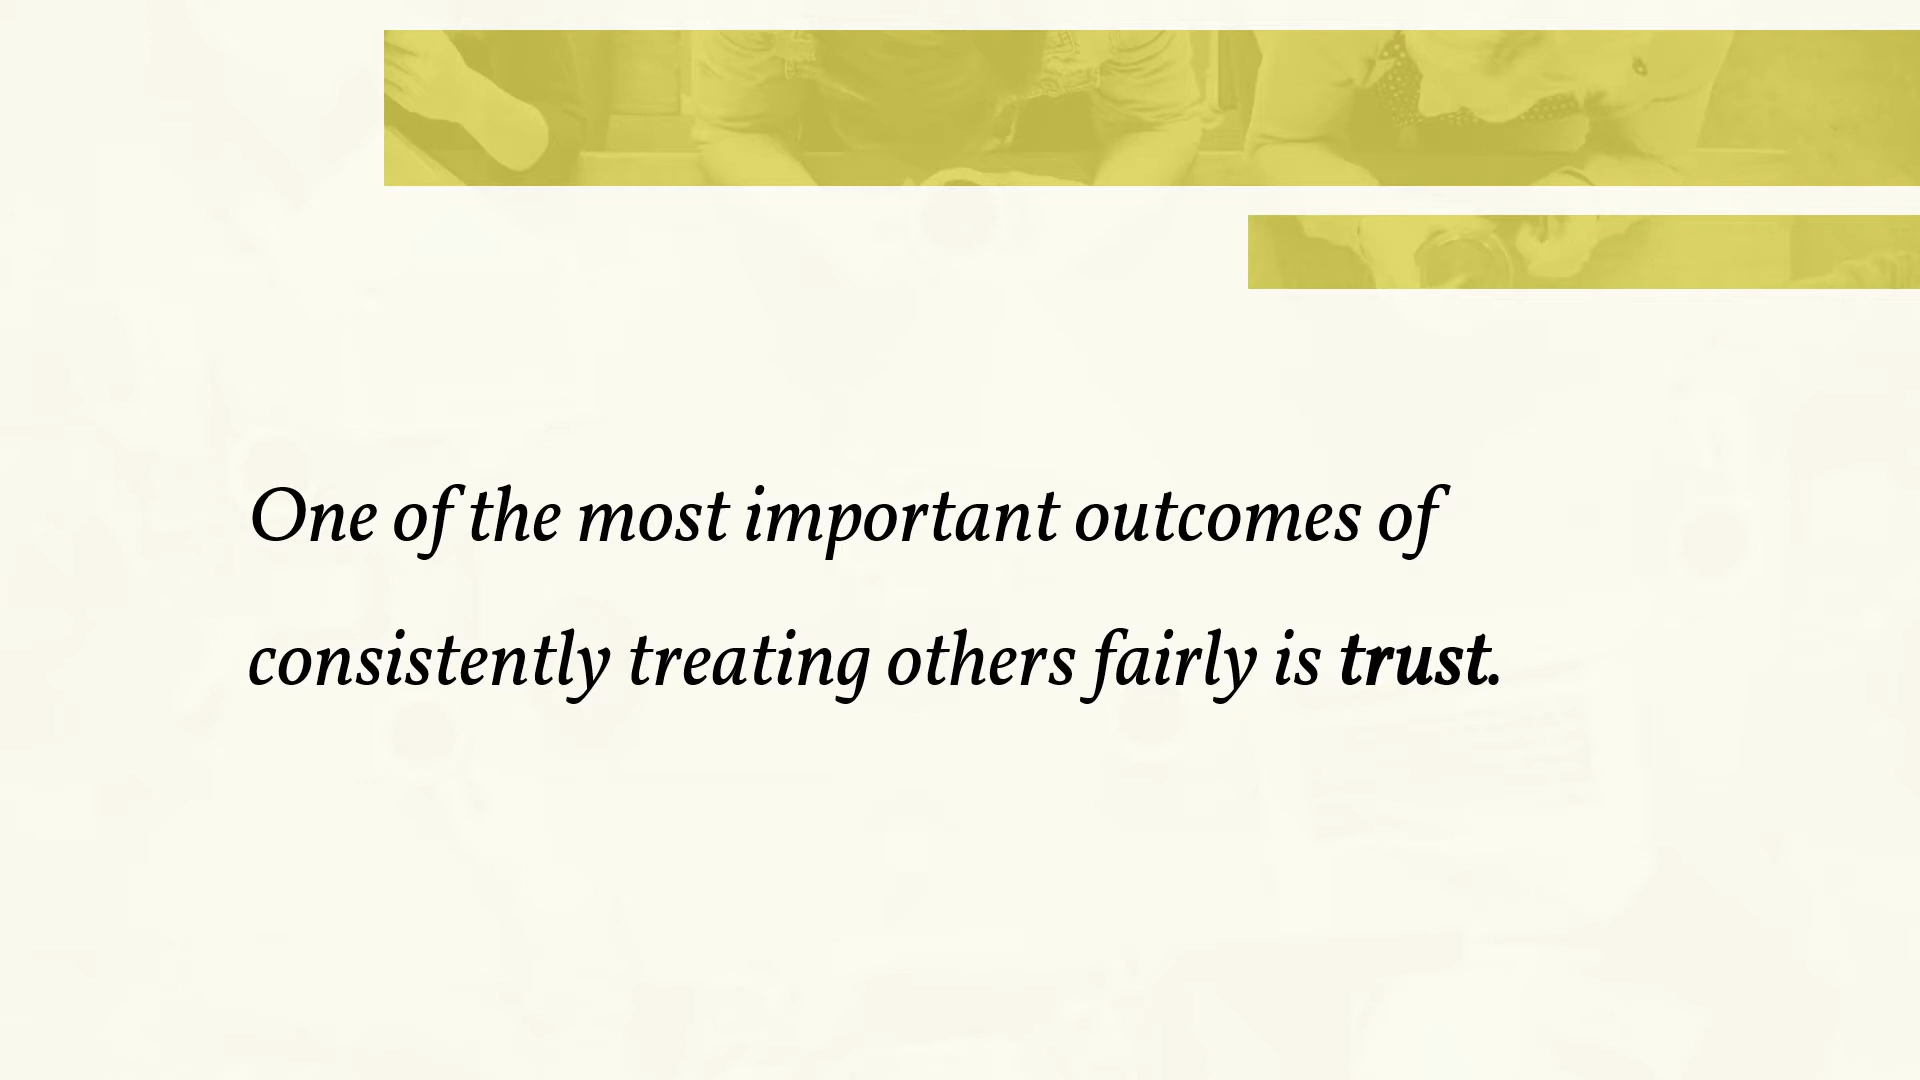 One of the most important outcomes of
consistently treating others fairly is trust.